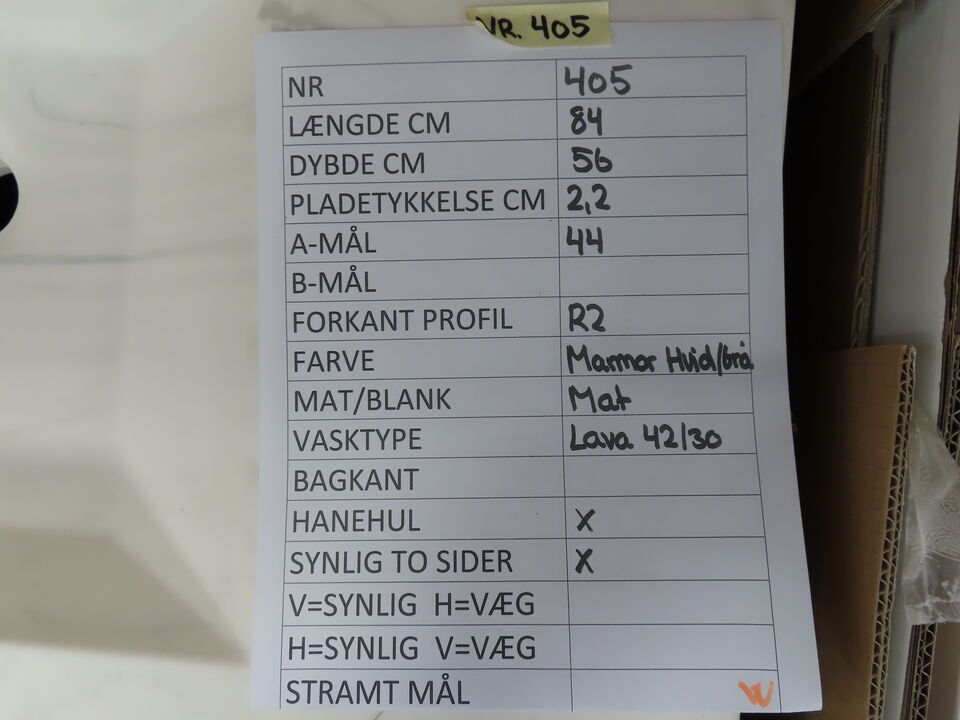 VR. 405
NR 405
LÆNGDE CM 84
DYBDE CM 56
PLADETYKKELSE CM 2,2
A-MÅL 44
B-MÅL
FORKANT PROFIL R2
FARVE Marmor Hvid/Grå
MAT/BLANK Mat
VASKTYPE Lava 42/30
BAGKANT
HANEHUL X
SYNLIG TO SIDER X
V=SYNLIG H=VÆG
H=SYNLIG V=VÆG
STRAMT MÅL W